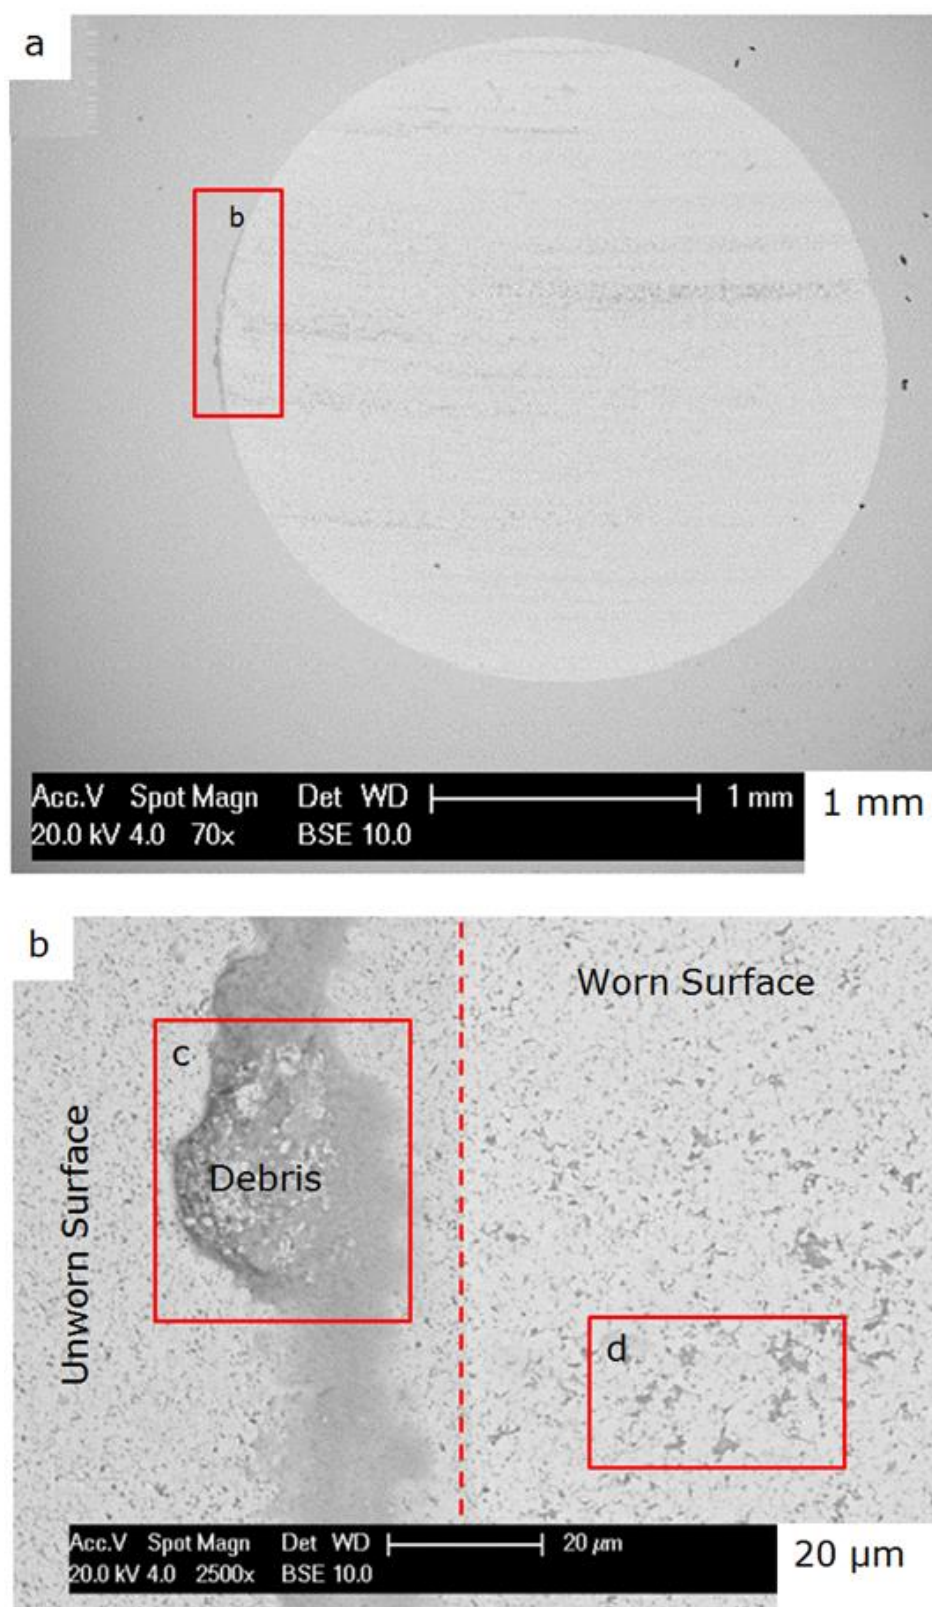 a
b
Acc.V Spot Magn Det WD 1 mm
20.0 kV 4.0 70x BSE 10.0
1 mm
b
Worn Surface
c
Unworn Surface
Debris
d
Acc.V Spot Magn Det WD 20 µm
20.0 kV 4.0 2500x BSE 10.0
20 µm